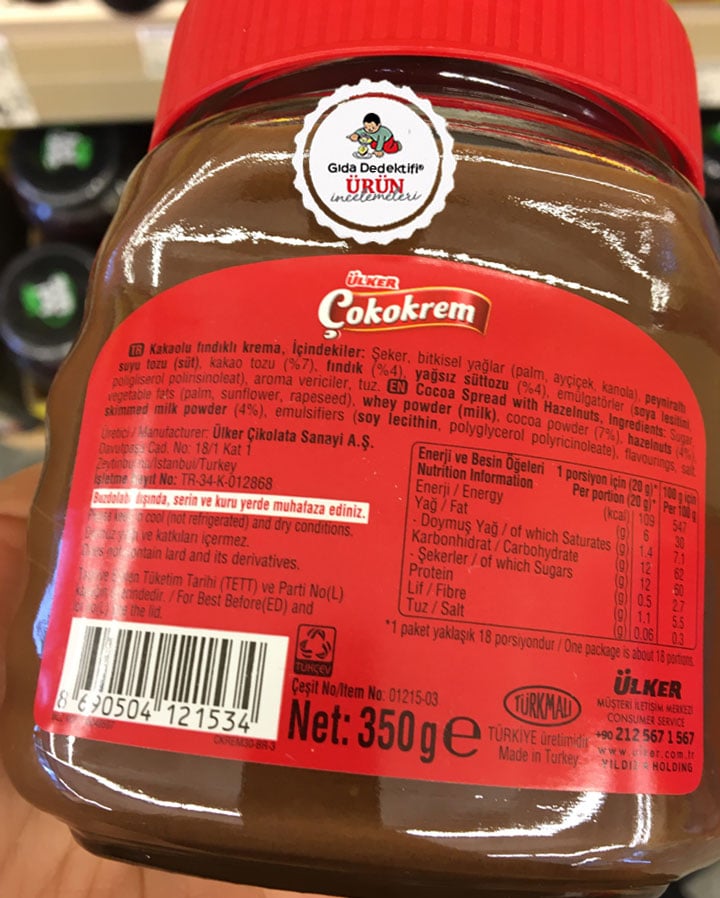 Gıda Dedektifi®
ÜRÜN
incelemeleri
ÜLKER
Çokokrem
TR Kakaolu fındıklı krema, İçindekiler: Şeker, bitkisel yağlar (palm, ayçiçek, kanola), peyniraltı
suyu tozu (süt), kakao tozu (%7), fındık (%4), yağsız süttozu (%4), emülgatörler (soya lesitini,
poligliserol polirisinoleat), aroma vericiler, tuz. EN Cocoa Spread with Hazelnuts, Ingredients: Sugar,
vegetable fats (palm, sunflower, rapeseed), whey powder (milk), cocoa powder (7%), hazelnuts (4%),
skimmed milk powder (4%), emulsifiers (soy lecithin, polyglycerol polyricinoleate), flavourings, salt.
Üretici / Manufacturer: Ülker Çikolata Sanayi A.Ş.
Davutpaşa Cad. No: 18/1 Kat 1
Zeytinburnu/İstanbul/Turkey
İşletme Kayıt No: TR-34-K-012868
Buzdolabı dışında, serin ve kuru yerde muhafaza ediniz.
cool (not refrigerated) and dry conditions.
ve katkıları içermez.
Does not contain lard and its derivatives.
Tüketim Tarihi (TETT) ve Parti No(L)
/ For Best Before(ED) and
the lid.
Enerji ve Besin Öğeleri 1 porsiyon için (20 g)* 100 g için
Nutrition Information Per portion (20 g)* Per 100 g
Enerji / Energy (kcal) 109 547
Yağ / Fat (g) 6 30
- Doymuş Yağ / of which Saturates (g) 1.4 7.1
Karbonhidrat / Carbohydrate (g) 12 62
- Şekerler / of which Sugars (g) 12 60
Protein (g) 0.5 2.7
Lif / Fibre (g) 1.1 5.5
Tuz / Salt (g) 0.06 0.3
*1 paket yaklaşık 18 porsiyondur / One package is about 18 portions.
8 690504 121534
CKREM30-BR-3
TUKÇEV
Çeşit No/Item No: 01215-03
Net: 350g e
TÜRKMALI
TÜRKİYE üretimidir
Made in Turkey
ÜLKER
MÜŞTERİ İLETİŞİM MERKEZİ
CONSUMER SERVICE
+90 212 567 1 567
www.ulker.com.tr
YILDIZ HOLDING